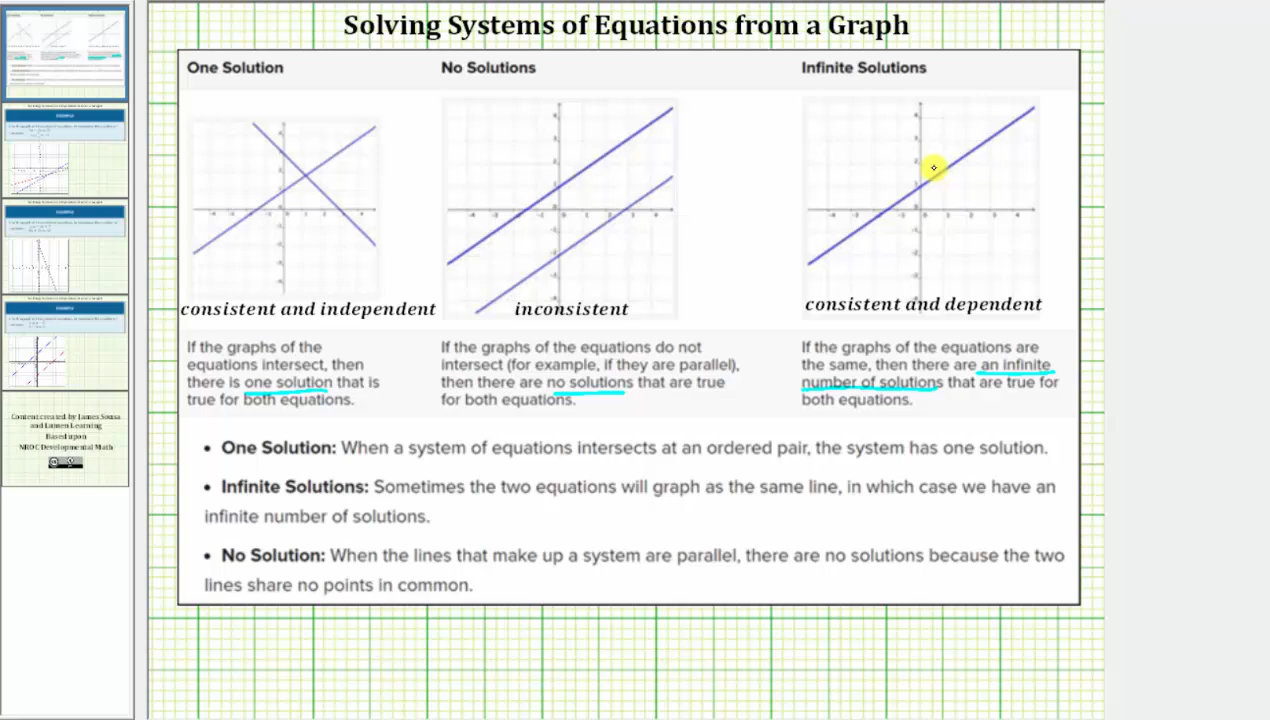 Solving Systems of Equations from a Graph
One Solution
No Solutions
Infinite Solutions
consistent and independent
inconsistent
consistent and dependent
If the graphs of the
equations intersect, then
there is one solution that is
true for both equations.
If the graphs of the equations do not
intersect (for example, if they are parallel),
then there are no solutions that are true
for both equations.
If the graphs of the equations are
the same, then there are an infinite
number of solutions that are true for
both equations.
• One Solution: When a system of equations intersects at an ordered pair, the system has one solution.
• Infinite Solutions: Sometimes the two equations will graph as the same line, in which case we have an
infinite number of solutions.
• No Solution: When the lines that make up a system are parallel, there are no solutions because the two
lines share no points in common.
Content created by James Sousa
and Lumen Learning
Based upon
NROC Developmental Math